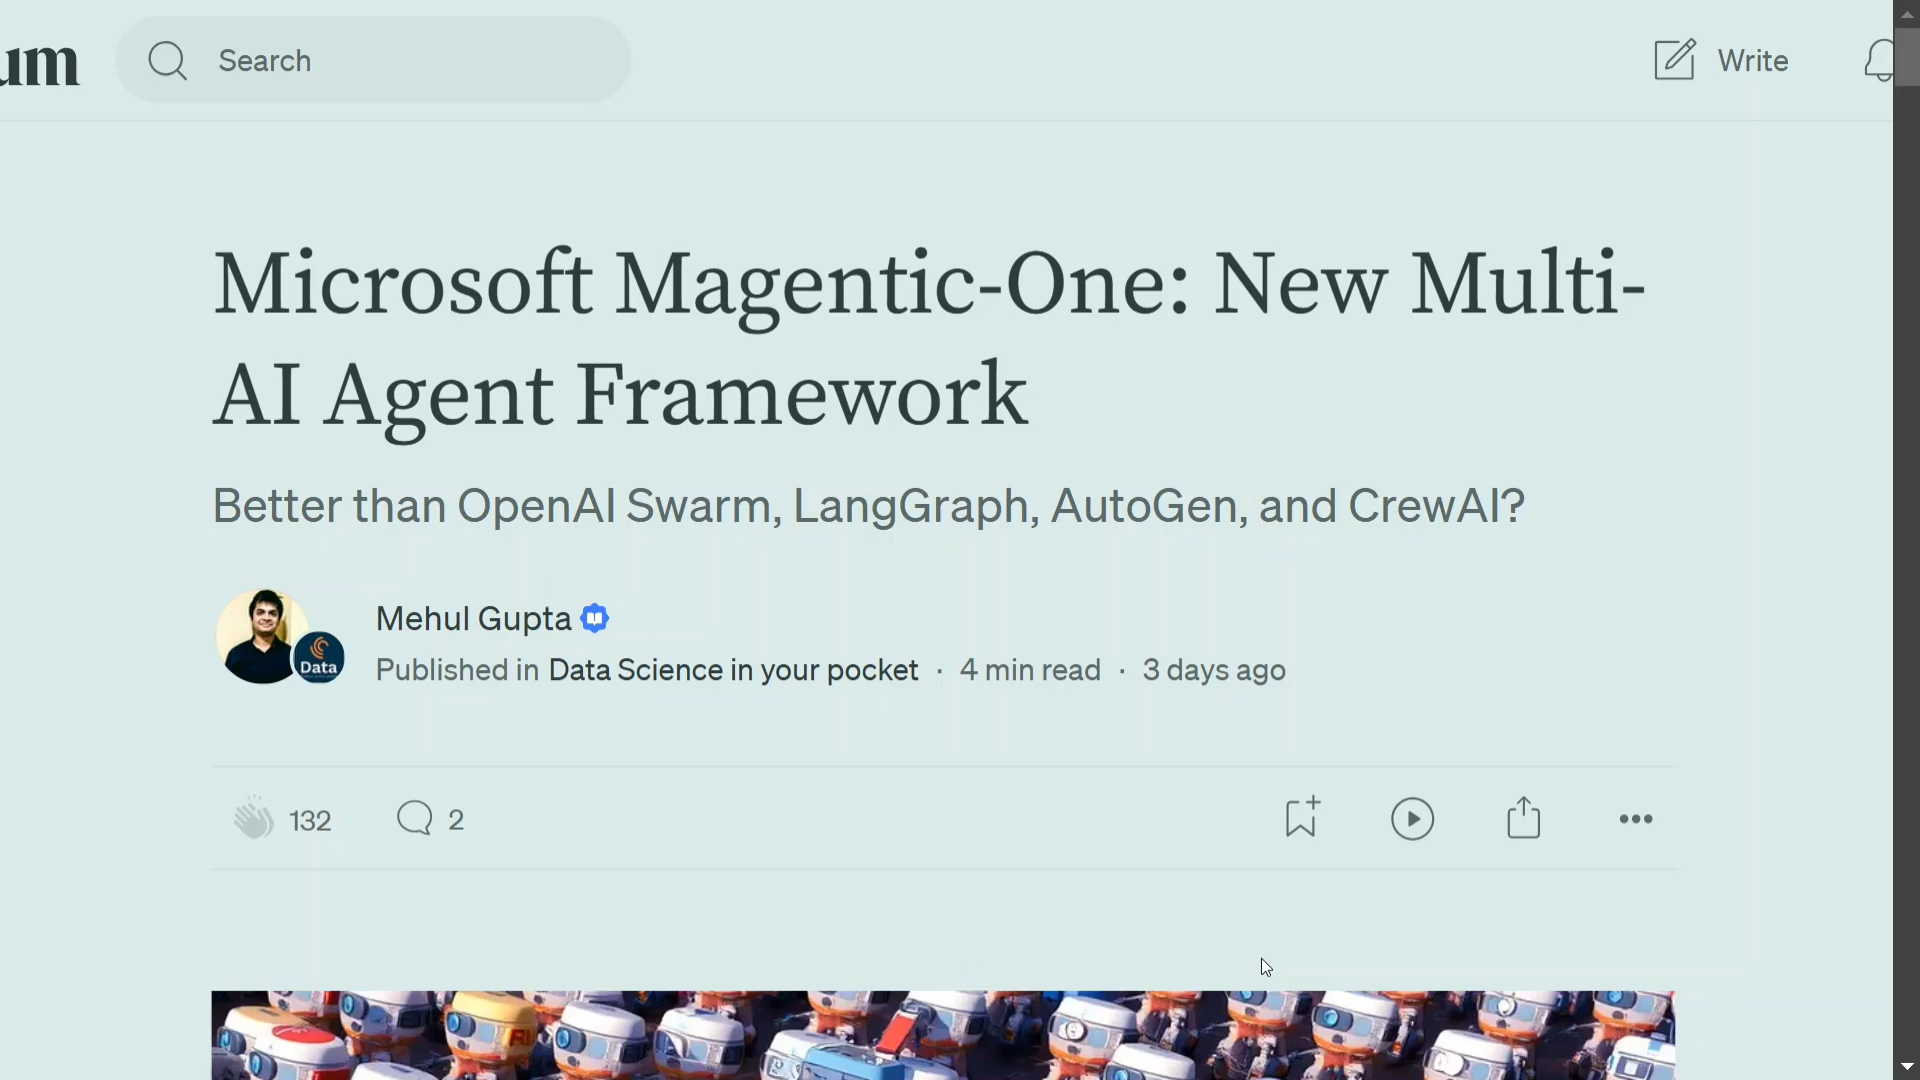 um
Search
Write
Microsoft Magentic-One: New Multi-
AI Agent Framework
Better than OpenAI Swarm, LangGraph, AutoGen, and CrewAI?
Mehul Gupta
Data
Published in Data Science in your pocket · 4 min read · 3 days ago
132
2